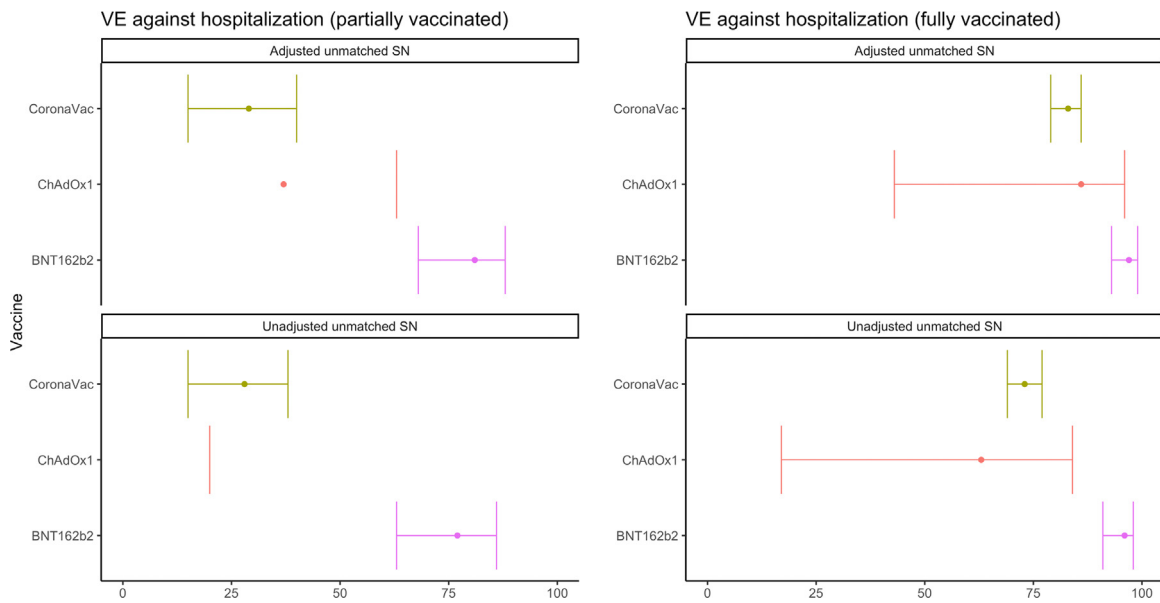 VE against hospitalization (partially vaccinated)
Adjusted unmatched SN
CoronaVac
ChAdOx1
BNT162b2
Vaccine
Unadjusted unmatched SN
CoronaVac
ChAdOx1
BNT162b2
0 25 50 75 100
VE against hospitalization (fully vaccinated)
Adjusted unmatched SN
CoronaVac
ChAdOx1
BNT162b2
Unadjusted unmatched SN
CoronaVac
ChAdOx1
BNT162b2
0 25 50 75 100